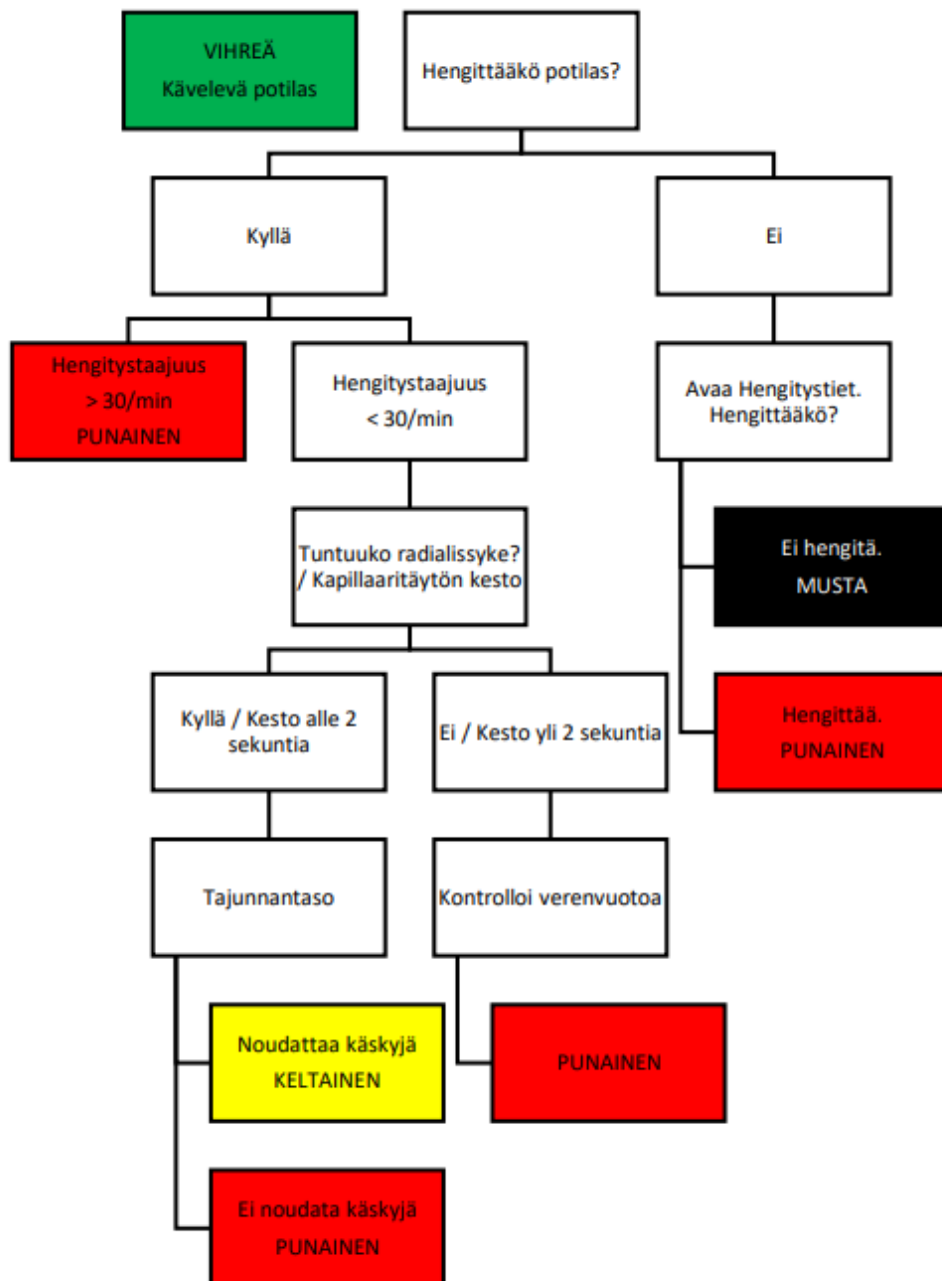 VIHREÄ
Kävelevä potilas
Hengittääkö potilas?
Kyllä
Ei
Hengitystaajuus
> 30/min
PUNAINEN
Hengitystaajuus
< 30/min
Avaa Hengitystiet.
Hengittääkö?
Tuntuuko radialissyke?
/ Kapillaaritäytön kesto
Ei hengitä.
MUSTA
Kyllä / Kesto alle 2
sekuntia
Ei / Kesto yli 2 sekuntia
Hengittää.
PUNAINEN
Tajunnantaso
Kontrolloi verenvuotoa
Noudattaa käskyjä
KELTAINEN
PUNAINEN
Ei noudata käskyjä
PUNAINEN